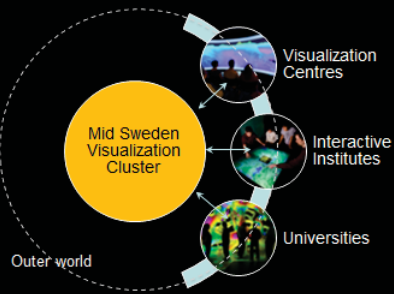 Visualization
Centres
Mid Sweden
Visualization
Cluster
Interactive
Institutes
Universities
Outer world